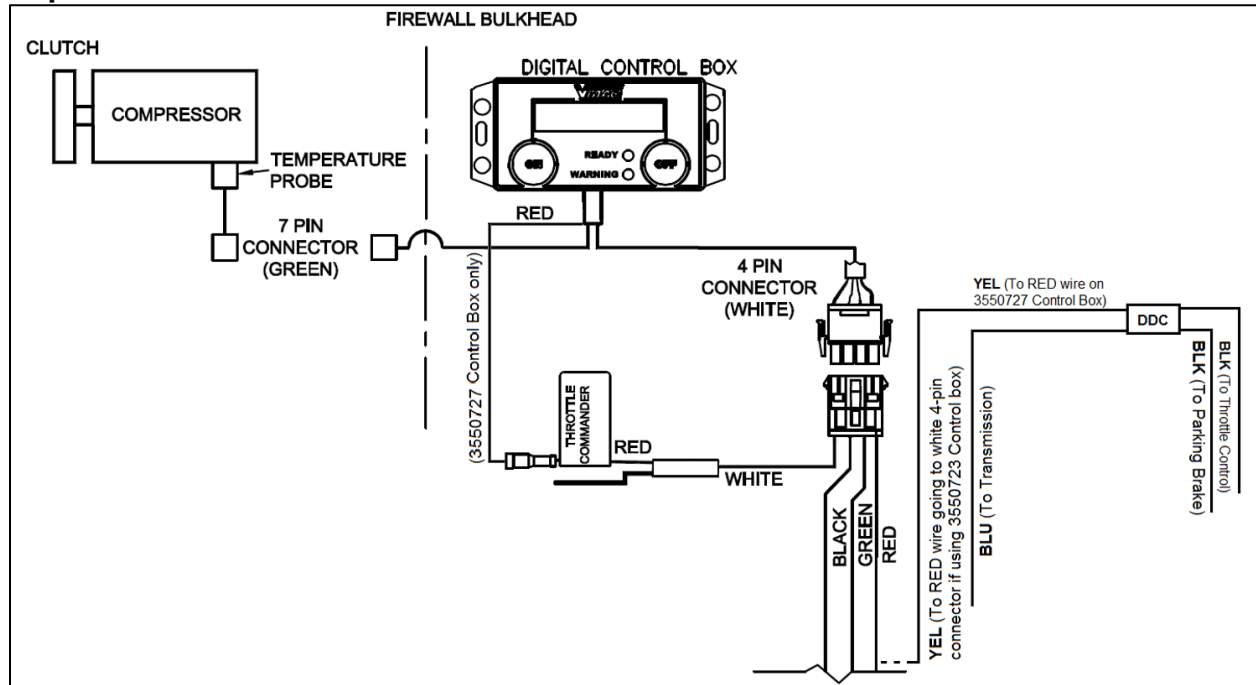 FIREWALL BULKHEAD
CLUTCH
COMPRESSOR
TEMPERATURE
PROBE
7 PIN
CONNECTOR
(GREEN)
DIGITAL CONTROL BOX
READY
WARNING
ON
OFF
RED
(3550727 Control Box only)
4 PIN
CONNECTOR
(WHITE)
THROTTLE
COMMANDER
RED
WHITE
BLACK
GREEN
RED
YEL (To RED wire on
3550727 Control Box)
DDC
YEL (To RED wire going to white 4-pin
connector if using 3550723 Control box)
BLU (To Transmission)
BLK (To Parking Brake)
BLK (To Throttle Control)